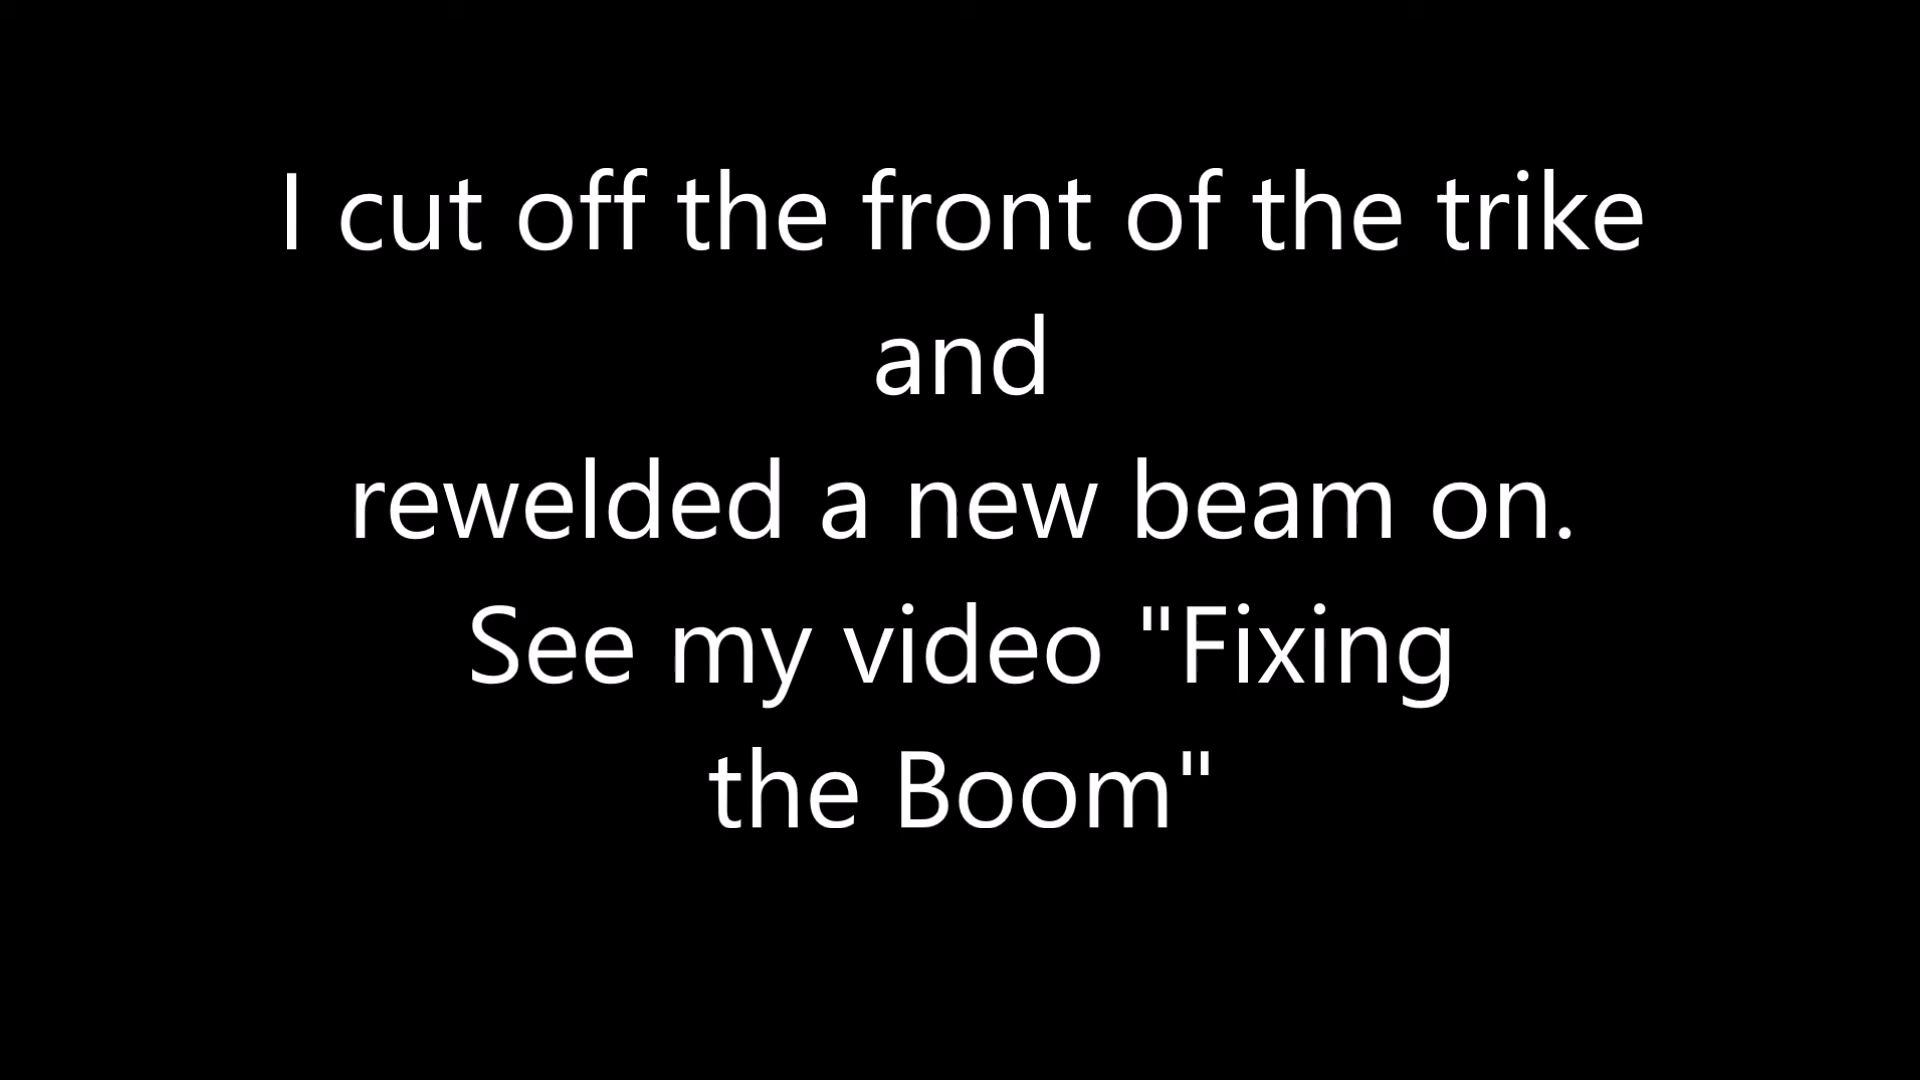 I cut off the front of the trike
and
rewelded a new beam on.
See my video "Fixing
the Boom"